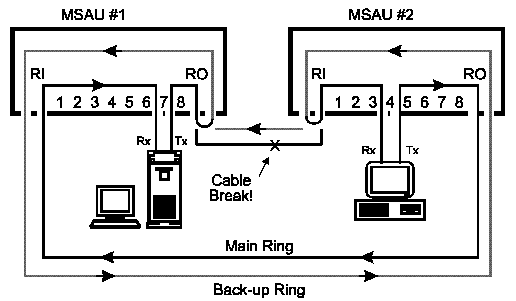 MSAU #1 MSAU #2
RI RO RI RO
1 2 3 4 5 6 7 8 1 2 3 4 5 6 7 8
Rx Tx Rx Tx
X
Cable
Break!
Main Ring
Back-up Ring